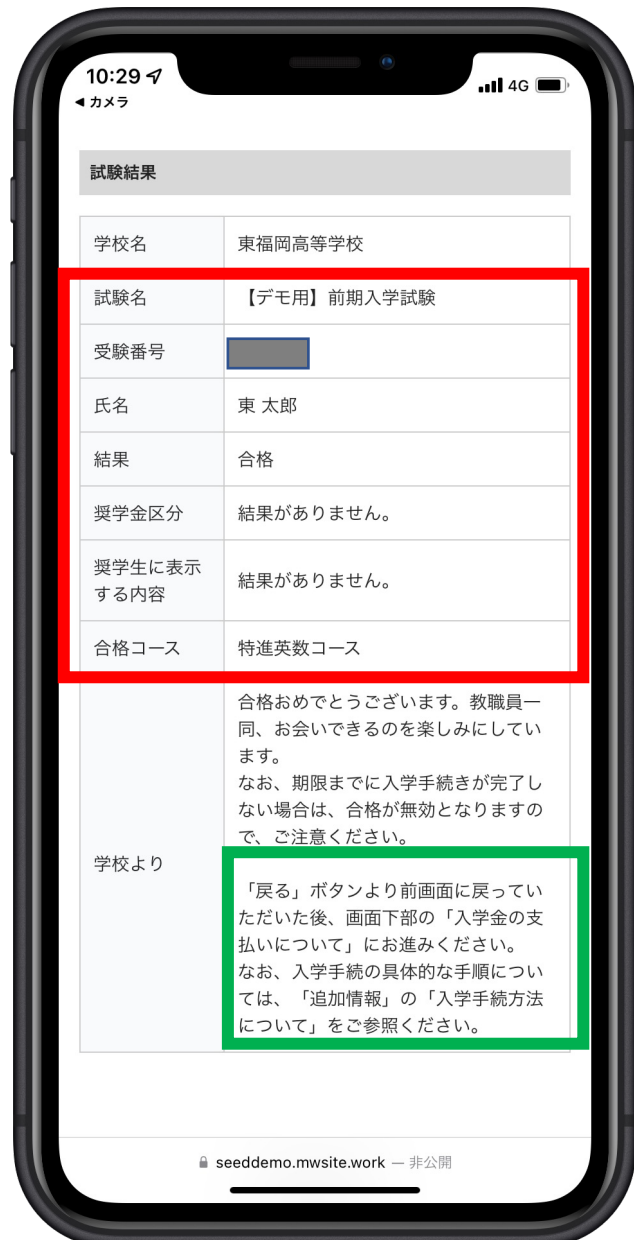 10:29
4G
◀ カメラ
試験結果
学校名 東福岡高等学校
試験名 【デモ用】前期入学試験
受験番号
氏名 東 太郎
結果 合格
奨学金区分 結果がありません。
奨学生に表示
する内容
結果がありません。
合格コース 特進英数コース
学校より
合格おめでとうございます。教職員一
同、お会いできるのを楽しみにしてい
ます。
なお、期限までに入学手続きが完了し
ない場合は、合格が無効となりますの
で、ご注意ください。
「戻る」ボタンより前画面に戻ってい
ただいた後、画面下部の「入学金の支
払いについて」にお進みください。
なお、入学手続の具体的な手順につい
ては、「追加情報」の「入学手続方法
について」をご参照ください。
seeddemo.mwsite.work — 非公開